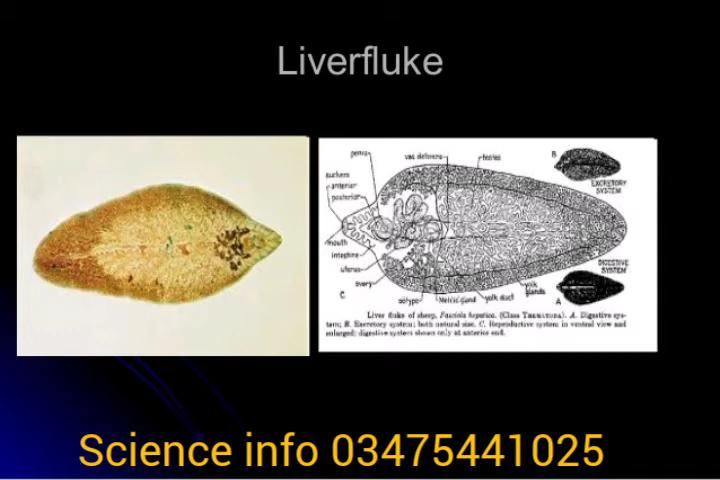 Liverfluke
penis
vas deferens
testes
B
suckers
anterior
posterior
EXCRETORY
SYSTEM
mouth
intestine
uterus
DIGESTIVE
SYSTEM
ovary
C
ootype
Mehlis' gland
yolk duct
yolk
glands
A
Liver fluke of sheep, Fasciola hepatica. (Class TREMATODA). A. Digestive sys-
tem; B. Excretory system; both natural size. C. Reproductive system in ventral view and
enlarged; digestive system shown only at anterior end.
Science info 03475441025